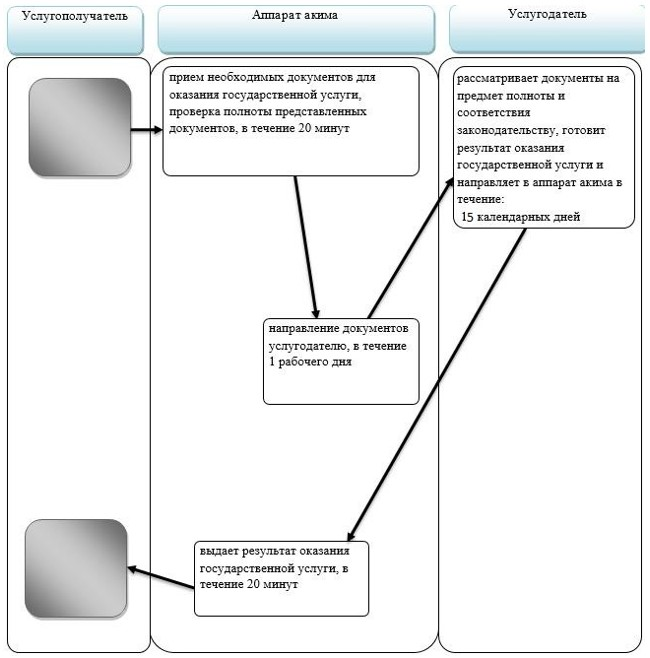 Услугополучатель
Аппарат акима
Услугодатель
прием необходимых документов для
оказания государственной услуги,
проверка полноты представленных
документов, в течение 20 минут
рассматривает документы на
предмет полноты и
соответствия
законодательству, готовит
результат оказания
государственной услуги и
направляет в аппарат акима в
течение:
15 календарных дней
направление документов
услугодателю, в течение
1 рабочего дня
выдает результат оказания
государственной услуги, в
течение 20 минут